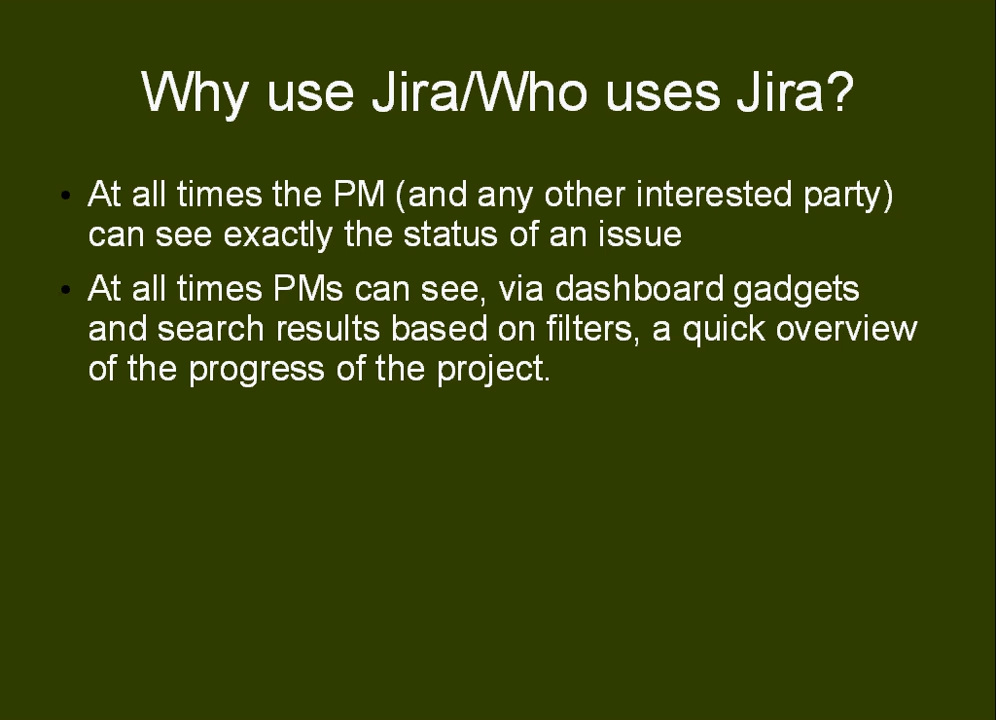 Why use Jira/Who uses Jira?
• At all times the PM (and any other interested party)
can see exactly the status of an issue
• At all times PMs can see, via dashboard gadgets
and search results based on filters, a quick overview
of the progress of the project.